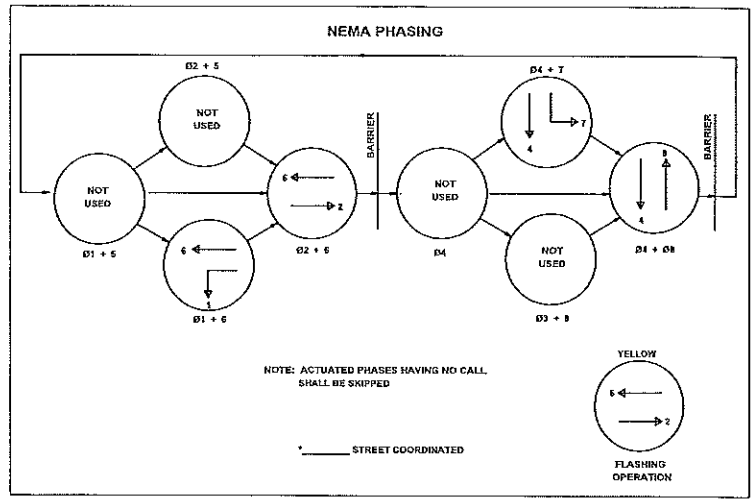 NEMA PHASING
Ø2 + 5
NOT
USED
Ø4 + 7
4
7
BARRIER
BARRIER
NOT
USED
Ø1 + 5
6
2
Ø2 + 6
NOT
USED
Ø4
8
4
Ø4 + Ø8
6
1
Ø1 + 6
NOT
USED
Ø3 + 8
NOTE: ACTUATED PHASES HAVING NO CALL
SHALL BE SKIPPED
YELLOW
6
2
*_______ STREET COORDINATED
FLASHING
OPERATION